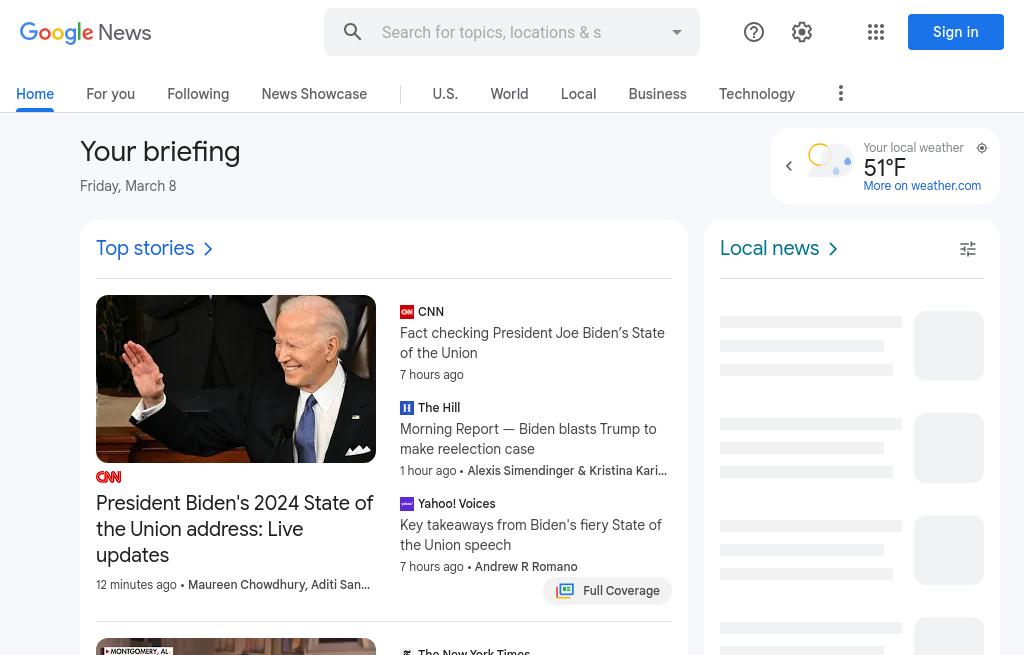 Google News
Search for topics, locations & s
Sign in
Home
For you
Following
News Showcase
U.S.
World
Local
Business
Technology
Your briefing
Friday, March 8
Your local weather
51°F
More on weather.com
Top stories
Local news
CNN
President Biden's 2024 State of
the Union address: Live
updates
12 minutes ago • Maureen Chowdhury, Aditi San...
CNN
Fact checking President Joe Biden’s State
of the Union
7 hours ago
The Hill
Morning Report — Biden blasts Trump to
make reelection case
1 hour ago • Alexis Simendinger & Kristina Kari...
Yahoo! Voices
Key takeaways from Biden's fiery State of
the Union speech
7 hours ago • Andrew R Romano
Full Coverage
MONTGOMERY, AL
The New York Times